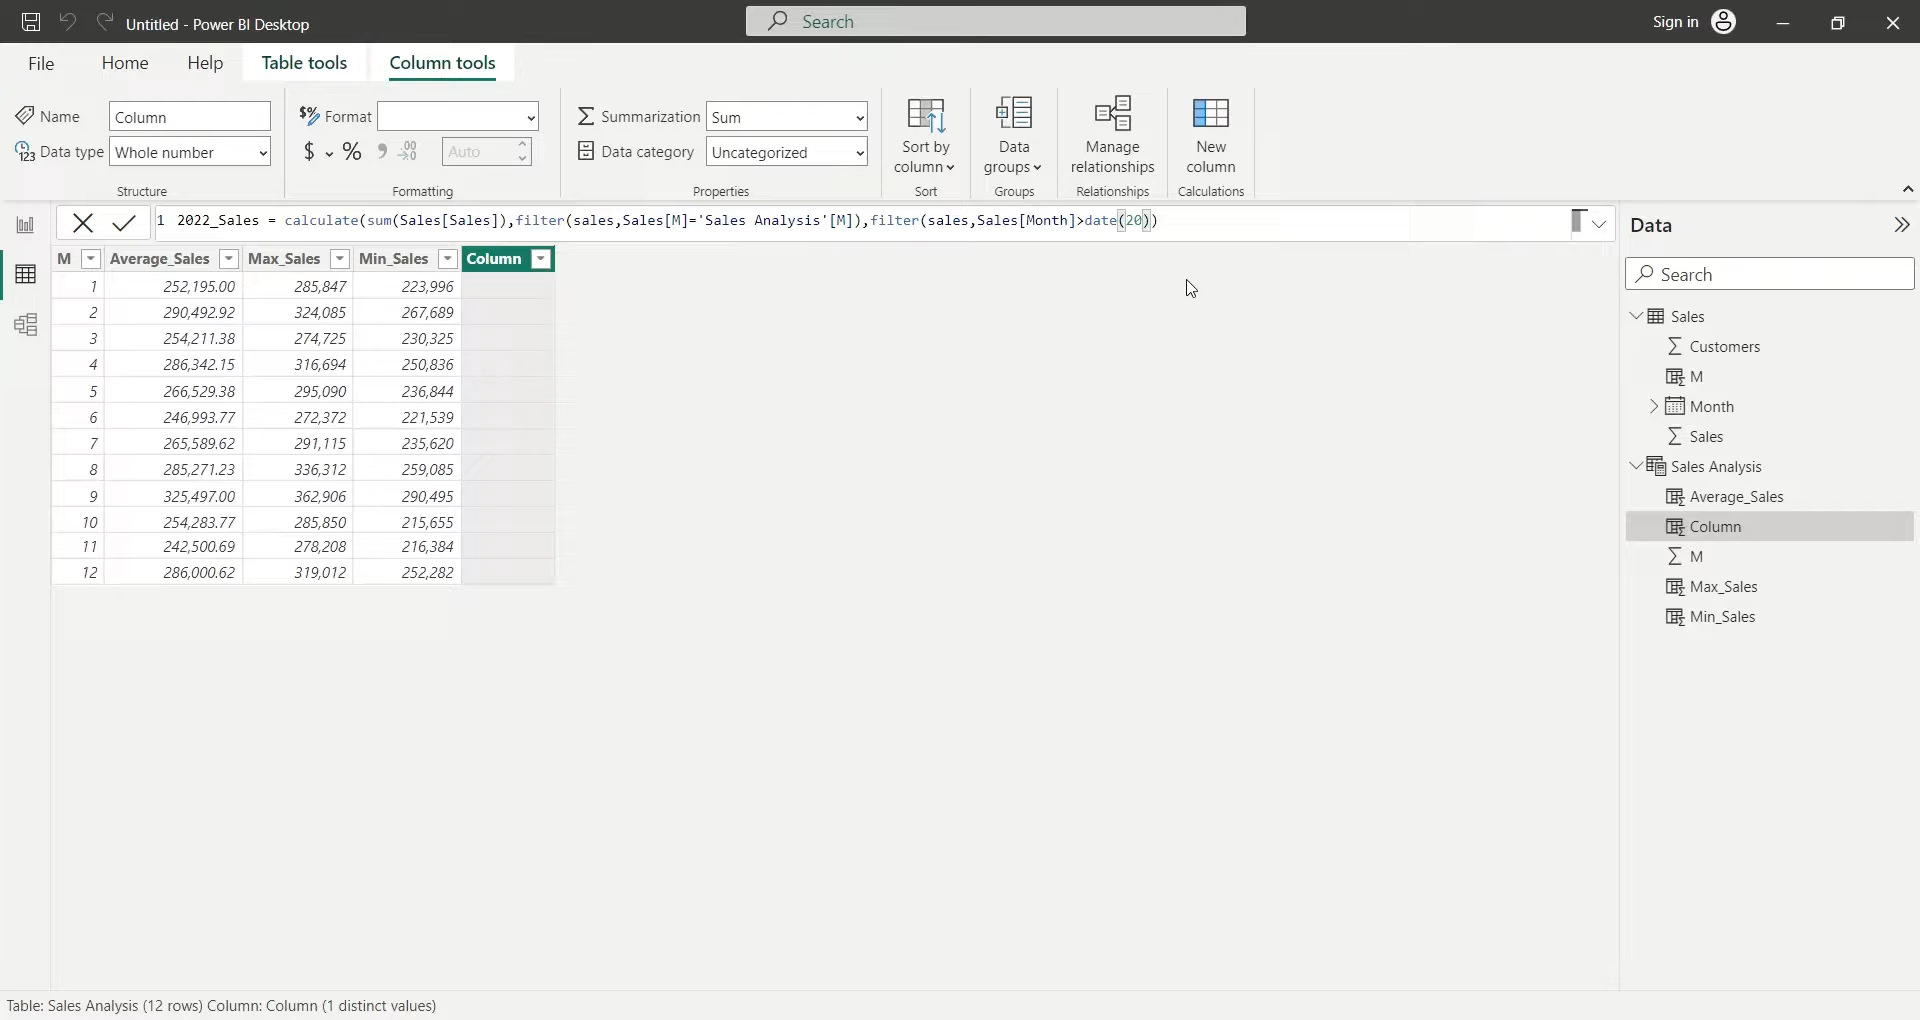 Untitled - Power BI Desktop
Search
Sign in
File Home Help Table tools Column tools
Name Column
Data type Whole number
Structure
Format
$ % Auto
Formatting
Summarization Sum
Data category Uncategorized
Properties
Sort by column
Sort
Data groups
Groups
Manage relationships
Relationships
New column
Calculations
1 2022_Sales = calculate(sum(Sales[Sales]),filter(sales,Sales[M]='Sales Analysis'[M]),filter(sales,Sales[Month]>date(20))
M Average_Sales Max_Sales Min_Sales Column
1 252,195.00 285,847 223,996
2 290,492.92 324,085 267,689
3 254,211.38 274,725 230,325
4 286,342.15 316,694 250,836
5 266,529.38 295,090 236,844
6 246,993.77 272,372 221,539
7 265,589.62 291,115 235,620
8 285,271.23 336,312 259,085
9 325,497.00 362,906 290,495
10 254,283.77 285,850 215,655
11 242,500.69 278,208 216,384
12 286,000.62 319,012 252,282
Data
Search
Sales
Customers
M
Month
Sales
Sales Analysis
Average_Sales
Column
M
Max_Sales
Min_Sales
Table: Sales Analysis (12 rows) Column: Column (1 distinct values)